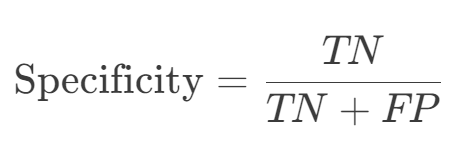 Specificity = TN / TN + FP